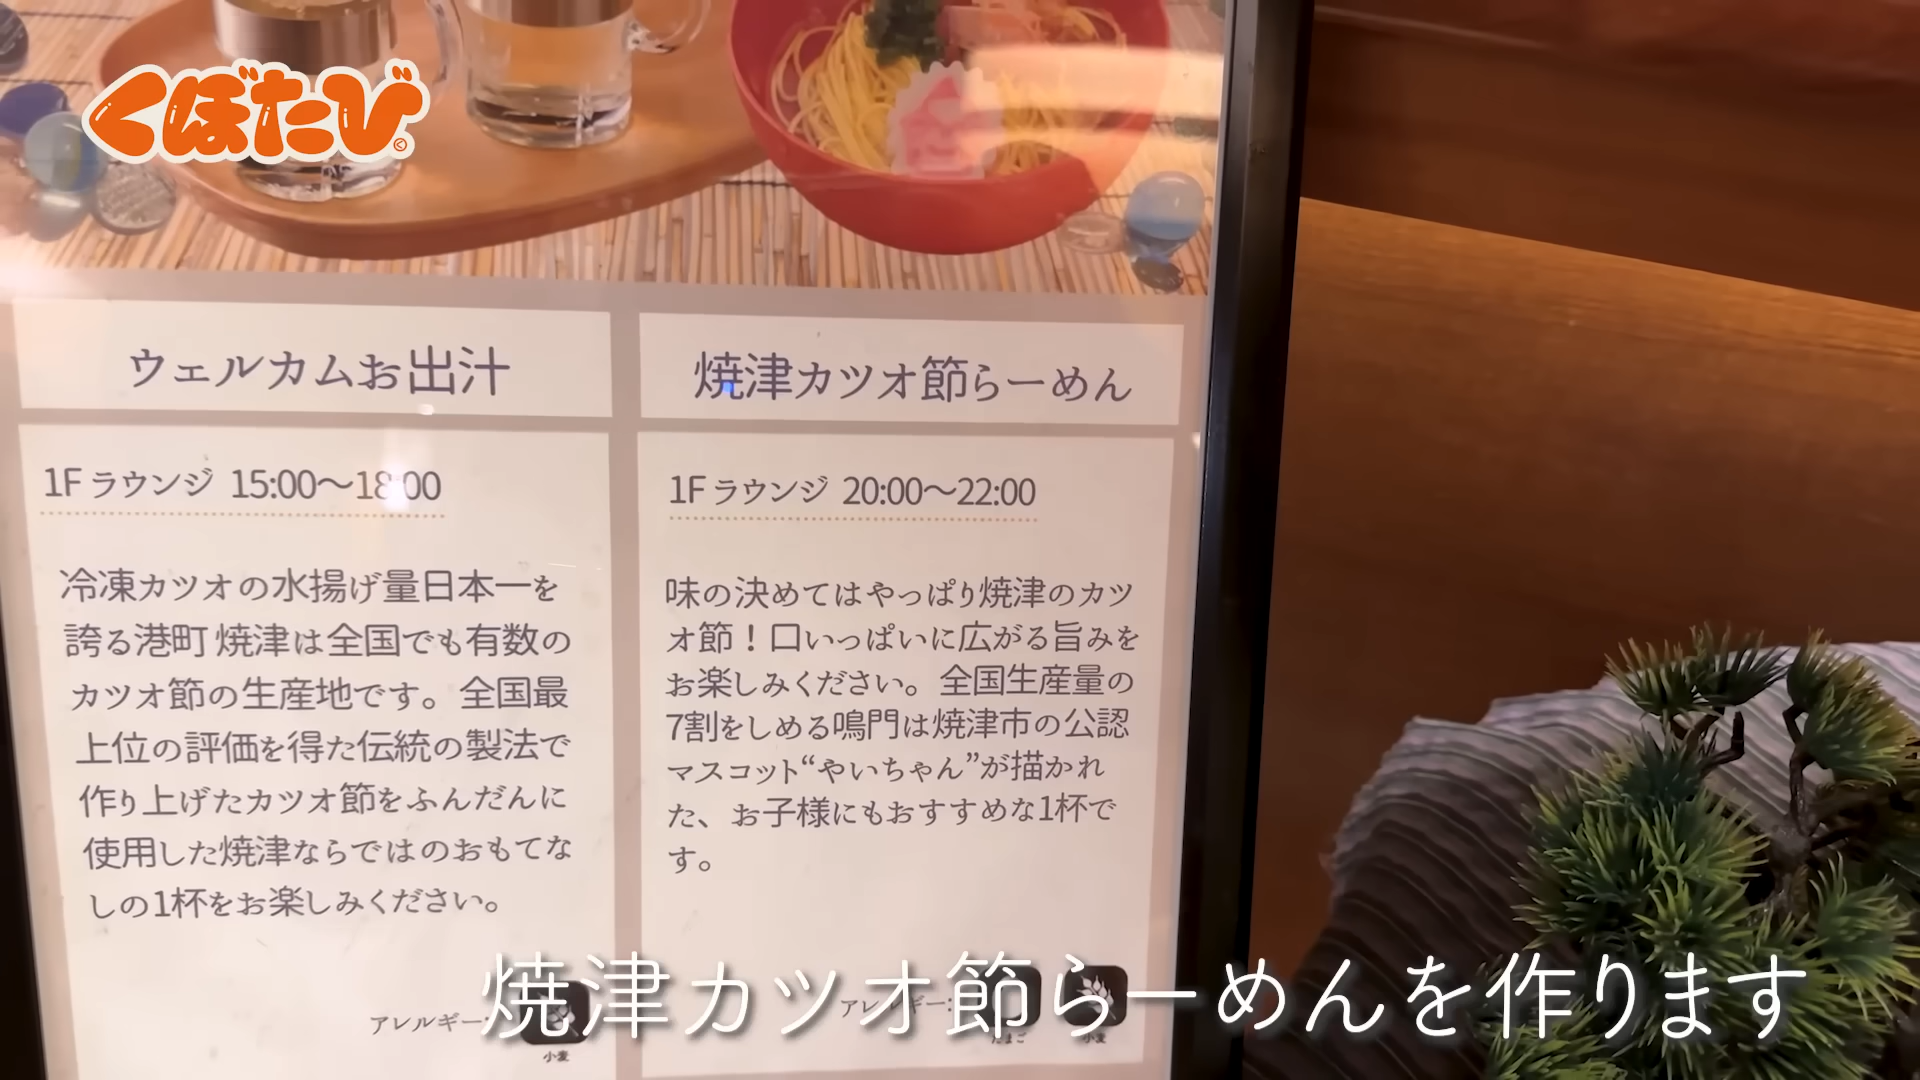 くぼたび
ウェルカムお出汁
1F ラウンジ 15:00〜18:00
冷凍カツオの水揚げ量日本一を
誇る港町 焼津は全国でも有数の
カツオ節の生産地です。全国最
上位の評価を得た伝統の製法で
作り上げたカツオ節をふんだんに
使用した焼津ならではのおもてな
しの1杯をお楽しみください。
アレルギー:
小麦
焼津カツオ節らーめん
1F ラウンジ 20:00〜22:00
味の決めてはやっぱり焼津のカツ
オ節！口いっぱいに広がる旨みを
お楽しみください。全国生産量の
7割をしめる鳴門は焼津市の公認
マスコット“やいちゃん”が描かれ
た、お子様にもおすすめな1杯で
す。
アレルギー:
たまご
小麦
焼津カツオ節らーめんを作ります